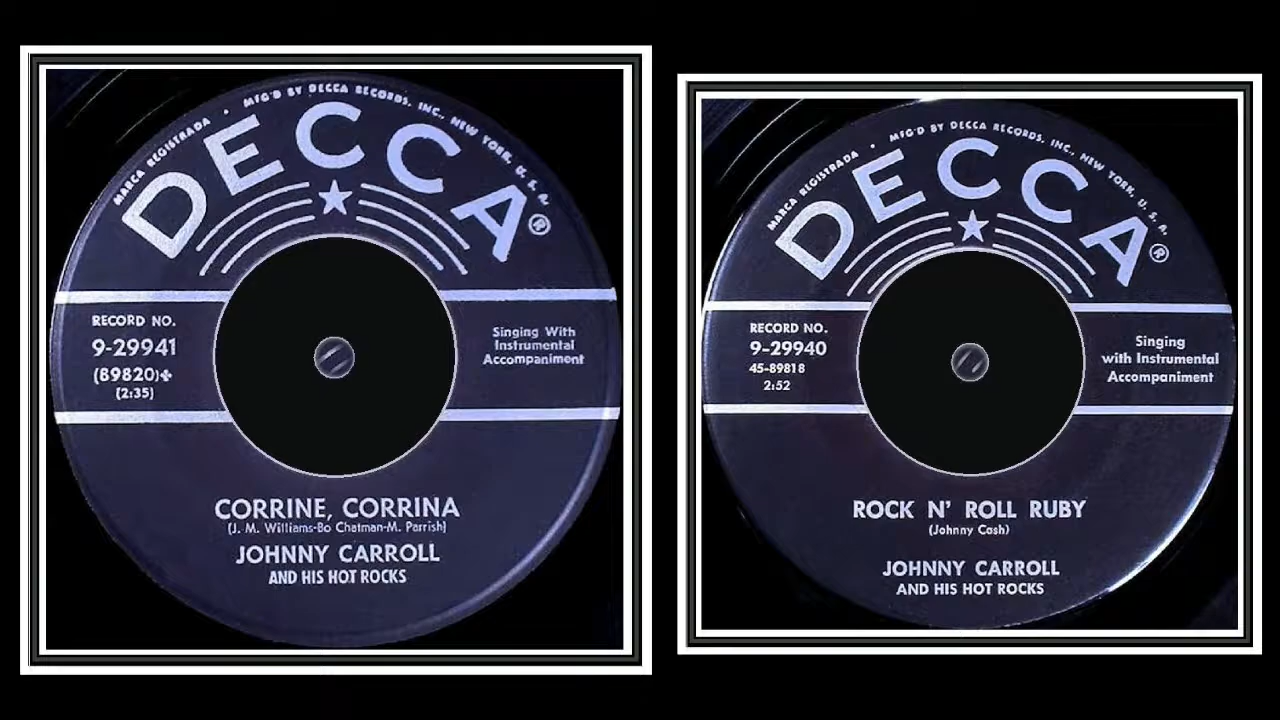 MARCA REGISTRADA • MFG'D BY DECCA RECORDS, INC., NEW YORK, U. S. A.
DECCA®
RECORD NO.
9-29941
(89820)✤
(2:35)
Singing With
Instrumental
Accompaniment
CORRINE, CORRINA
(J. M. Williams-Bo Chatman-M. Parrish)
JOHNNY CARROLL
AND HIS HOT ROCKS
MARCA REGISTRADA • MFG'D BY DECCA RECORDS, INC., NEW YORK, U. S. A.
DECCA®
RECORD NO.
9-29940
45-89818
2:52
Singing
with Instrumental
Accompaniment
ROCK N' ROLL RUBY
(Johnny Cash)
JOHNNY CARROLL
AND HIS HOT ROCKS